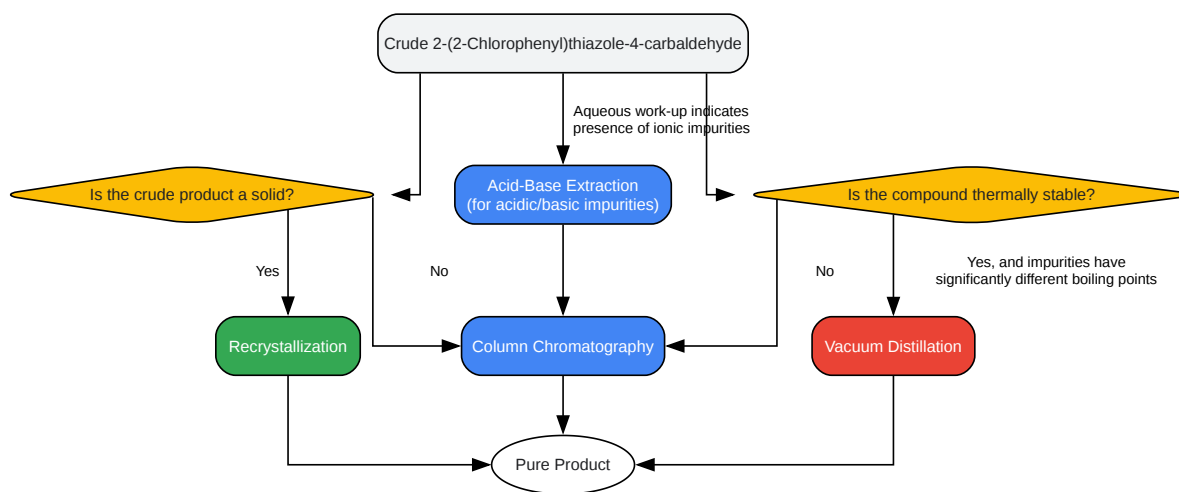 Crude 2-(2-Chlorophenyl)thiazole-4-carbaldehyde
Aqueous work-up indicates
presence of ionic impurities
Is the crude product a solid?
Acid-Base Extraction
(for acidic/basic impurities)
Is the compound thermally stable?
Yes
No
No
Yes, and impurities have
significantly different boiling points
Recrystallization
Column Chromatography
Vacuum Distillation
Pure Product